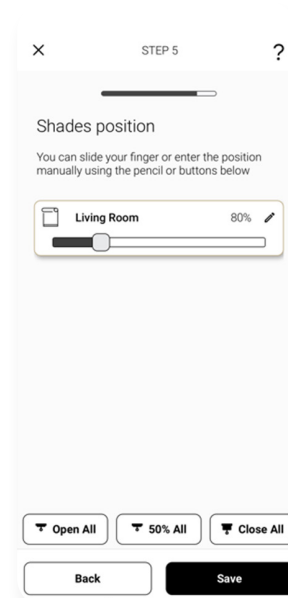 STEP 5
?
Shades position
You can slide your finger or enter the position
manually using the pencil or buttons below
Living Room 80%
Open All 50% All Close All
Back Save